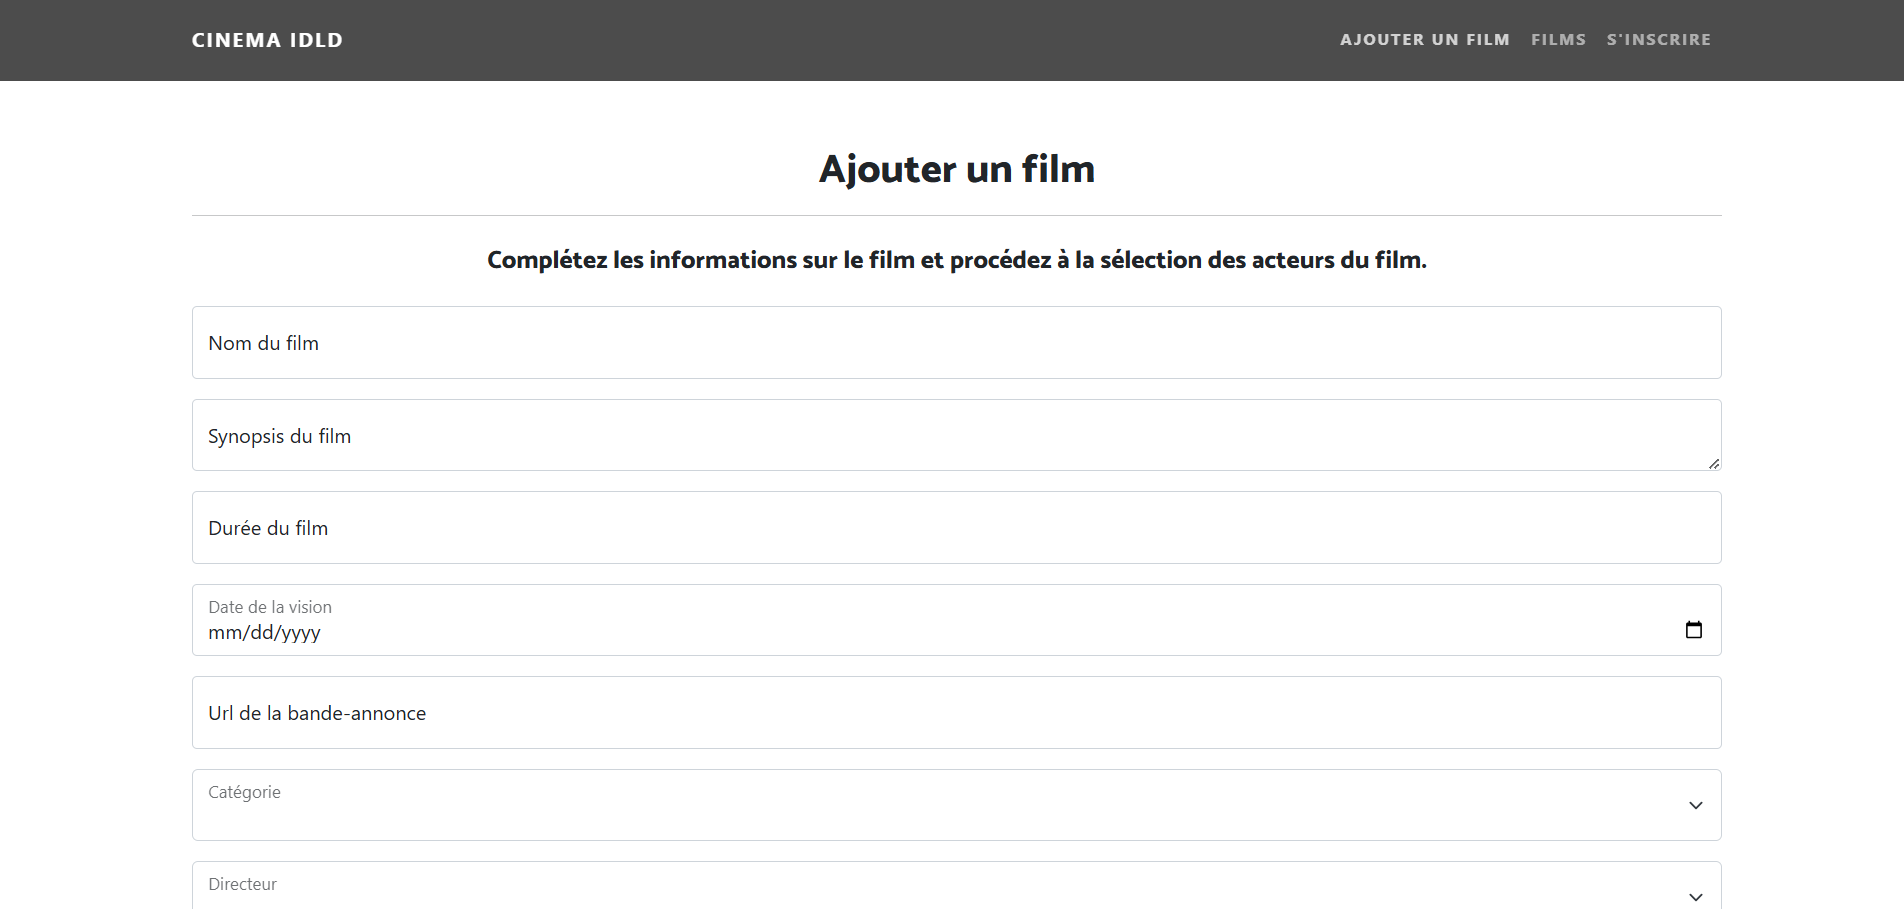 CINEMA IDLD
AJOUTER UN FILM FILMS S'INSCRIRE
Ajouter un film
Complétez les informations sur le film et procédez à la sélection des acteurs du film.
Nom du film
Synopsis du film
Durée du film
Date de la vision
mm/dd/yyyy
Url de la bande-annonce
Catégorie
Directeur